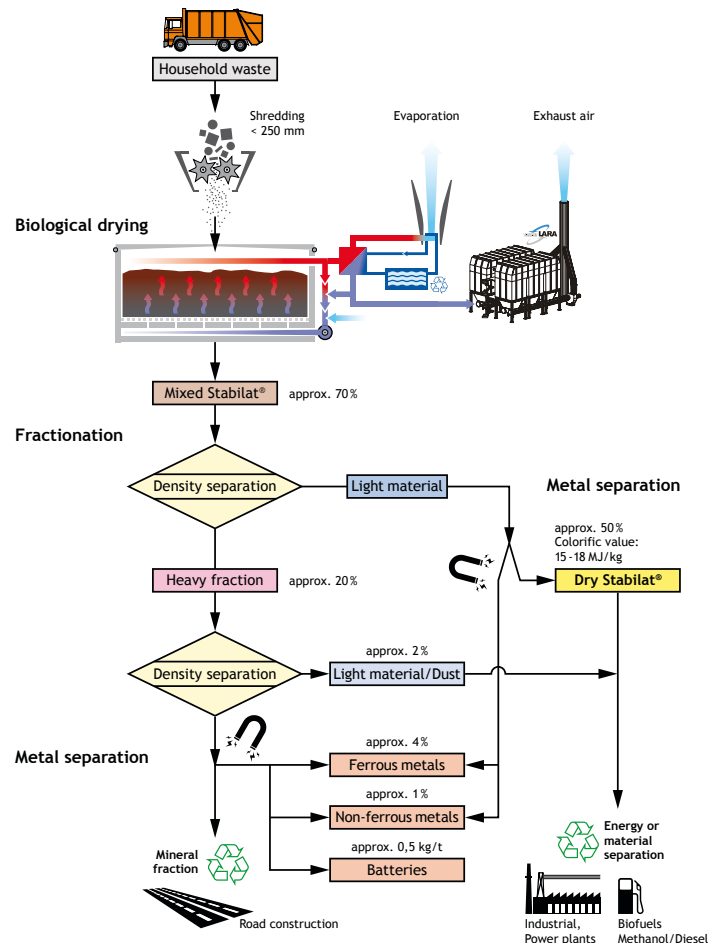 Household waste
Shredding
< 250 mm
Evaporation
Exhaust air
Biological drying
LARA
Mixed Stabilat®
approx. 70%
Fractionation
Density separation
Light material
Metal separation
approx. 50%
Colorific value:
15-18 MJ/kg
Heavy fraction
approx. 20%
Dry Stabilat®
Density separation
approx. 2%
Light material/Dust
Metal separation
approx. 4%
Ferrous metals
approx. 1%
Non-ferrous metals
approx. 0,5 kg/t
Batteries
Mineral
fraction
Road construction
Energy or
material
separation
Industrial,
Power plants
Biofuels
Methanol/Diesel